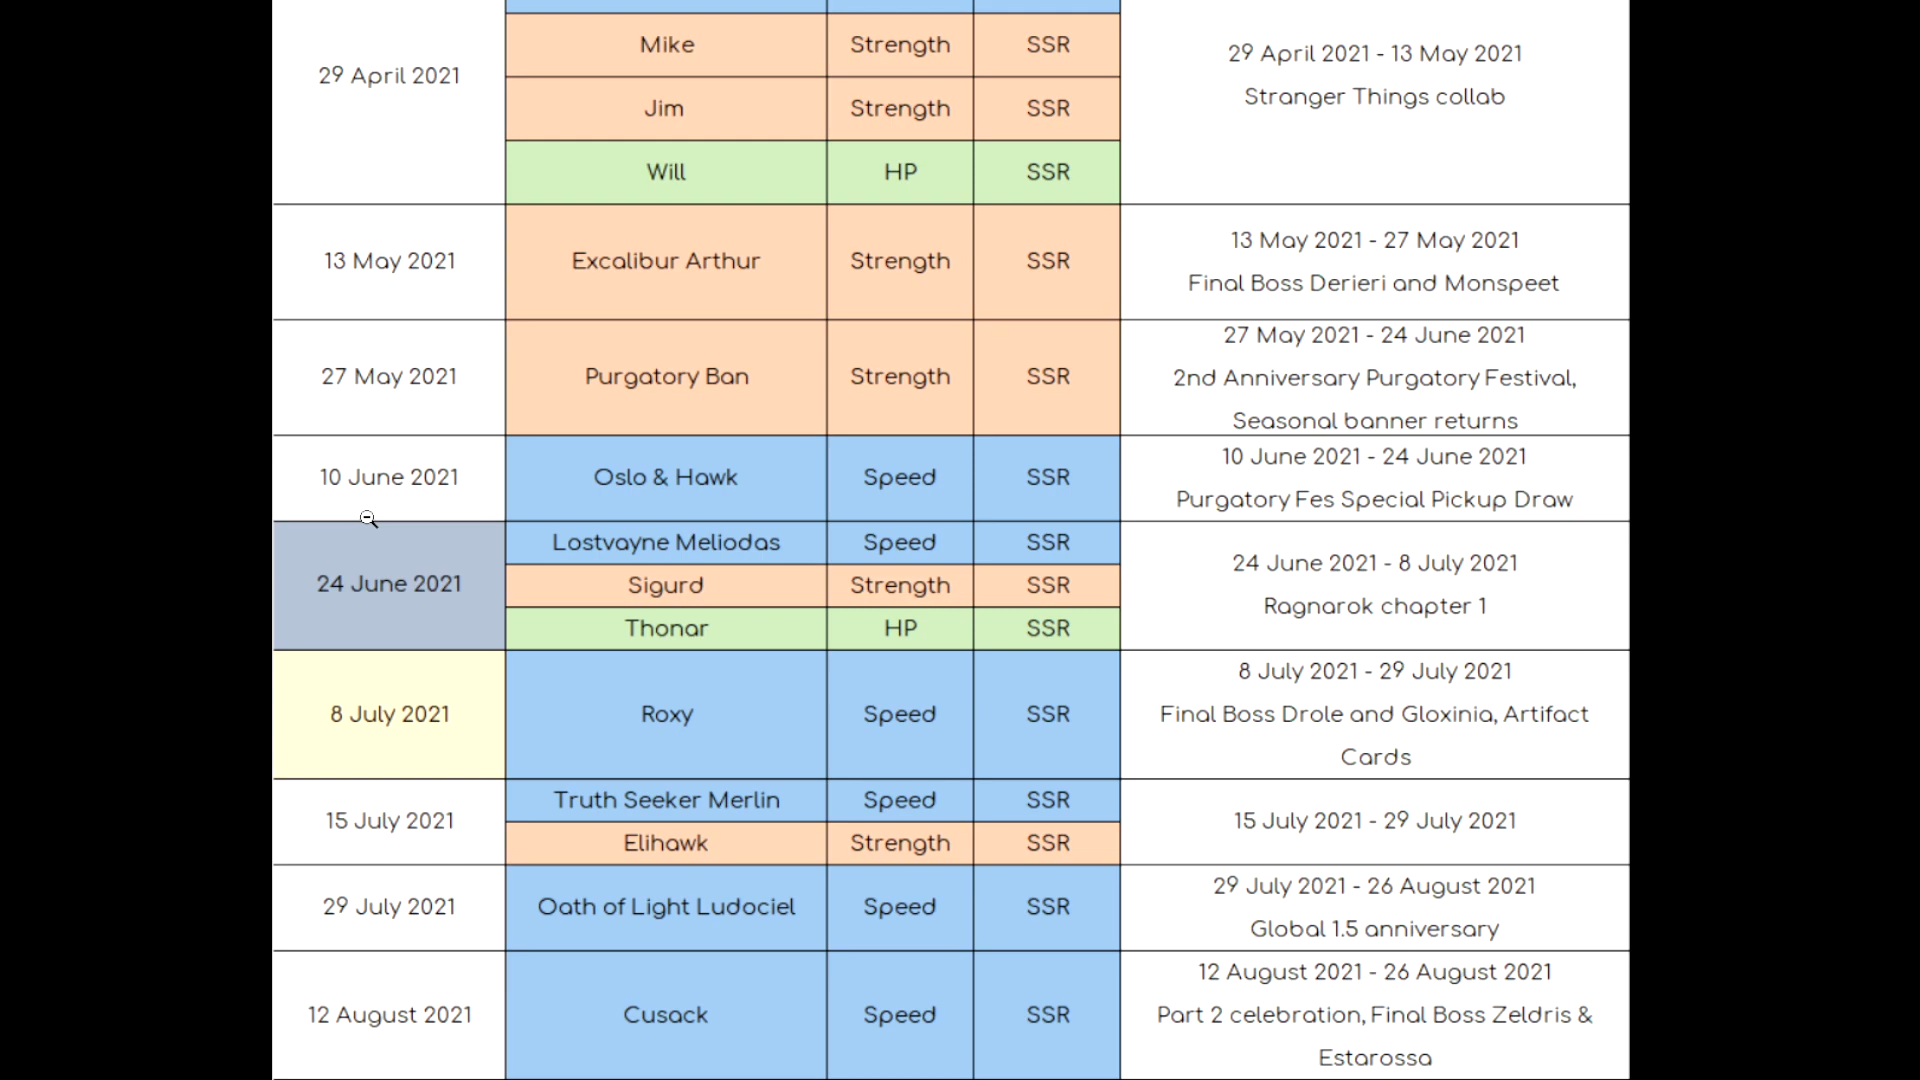 29 April 2021
Mike Strength SSR
Jim Strength SSR
Will HP SSR
29 April 2021 - 13 May 2021
Stranger Things collab
13 May 2021
Excalibur Arthur Strength SSR
13 May 2021 - 27 May 2021
Final Boss Derieri and Monspeet
27 May 2021
Purgatory Ban Strength SSR
27 May 2021 - 24 June 2021
2nd Anniversary Purgatory Festival,
Seasonal banner returns
10 June 2021
Oslo & Hawk Speed SSR
10 June 2021 - 24 June 2021
Purgatory Fes Special Pickup Draw
24 June 2021
Lostvayne Meliodas Speed SSR
Sigurd Strength SSR
Thonar HP SSR
24 June 2021 - 8 July 2021
Ragnarok chapter 1
8 July 2021
Roxy Speed SSR
8 July 2021 - 29 July 2021
Final Boss Drole and Gloxinia, Artifact
Cards
15 July 2021
Truth Seeker Merlin Speed SSR
Elihawk Strength SSR
15 July 2021 - 29 July 2021
29 July 2021
Oath of Light Ludociel Speed SSR
29 July 2021 - 26 August 2021
Global 1.5 anniversary
12 August 2021
Cusack Speed SSR
12 August 2021 - 26 August 2021
Part 2 celebration, Final Boss Zeldris &
Estarossa